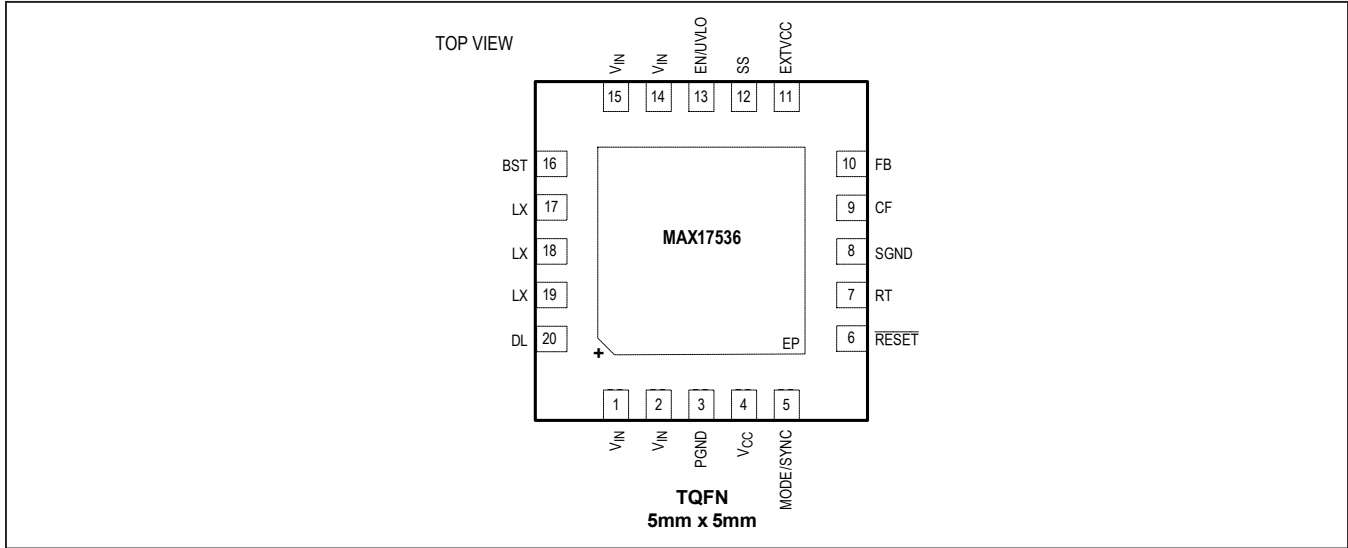 TOP VIEW
VIN
VIN
EN/UVLO
SS
EXTVCC
15
14
13
12
11
BST 16
10 FB
LX 17
9 CF
MAX17536
LX 18
8 SGND
LX 19
7 RT
DL 20
6 RESET
EP
+
1
2
3
4
5
VIN
VIN
PGND
VCC
MODE/SYNC
TQFN
5mm x 5mm